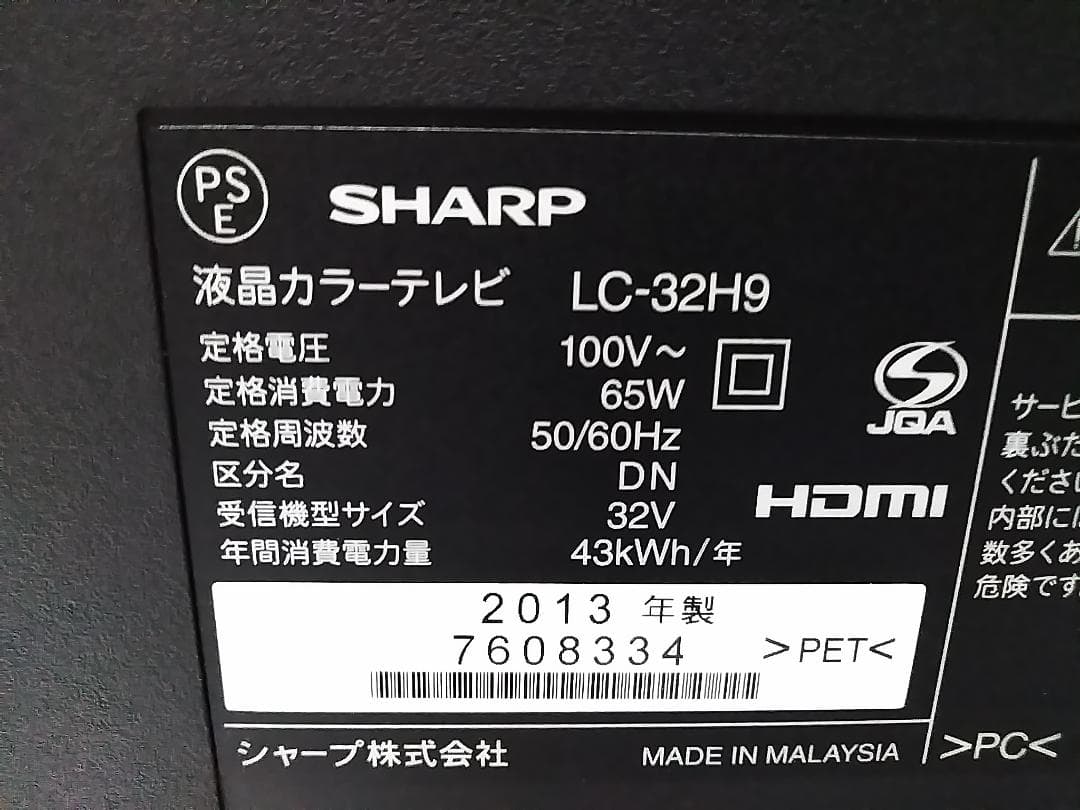 PS
E
SHARP
液晶カラーテレビ LC-32H9
定格電圧 100V～
定格消費電力 65W
定格周波数 50/60Hz
区分名 DN
受信機型サイズ 32V
年間消費電力量 43kWh/年
JQA
HDMI
2013 年製
7608334 >PET<
シャープ株式会社 MADE IN MALAYSIA
>PC<
サービ
裏ぶた
ください
内部には
数多くあ
危険です